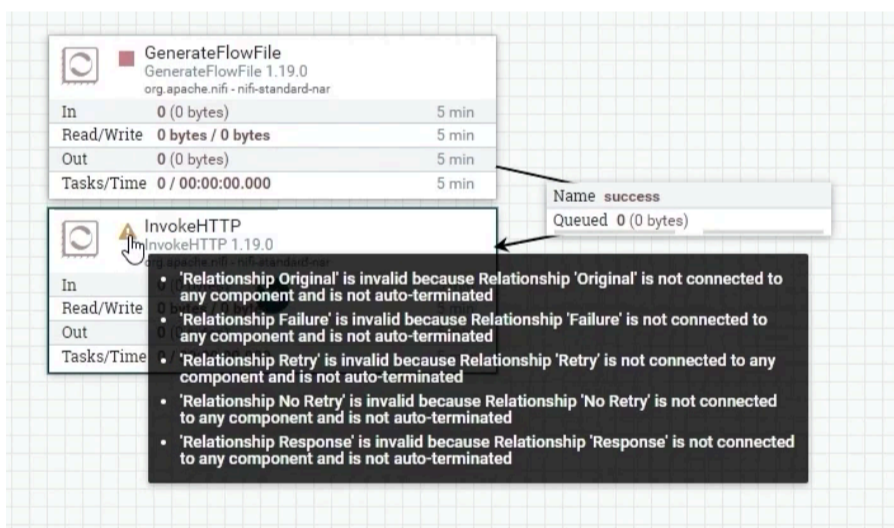 GenerateFlowFile
GenerateFlowFile 1.19.0
org.apache.nifi - nifi-standard-nar
In 0 (0 bytes) 5 min
Read/Write 0 bytes / 0 bytes 5 min
Out 0 (0 bytes) 5 min
Tasks/Time 0 / 00:00:00.000 5 min
Name success
Queued 0 (0 bytes)
InvokeHTTP
InvokeHTTP 1.19.0
org.apache.nifi - nifi-standard-nar
In
Read/Write
Out
Tasks/Time
• 'Relationship Original' is invalid because Relationship 'Original' is not connected to
any component and is not auto-terminated
• 'Relationship Failure' is invalid because Relationship 'Failure' is not connected to
any component and is not auto-terminated
• 'Relationship Retry' is invalid because Relationship 'Retry' is not connected to any
component and is not auto-terminated
• 'Relationship No Retry' is invalid because Relationship 'No Retry' is not connected
to any component and is not auto-terminated
• 'Relationship Response' is invalid because Relationship 'Response' is not connected
to any component and is not auto-terminated